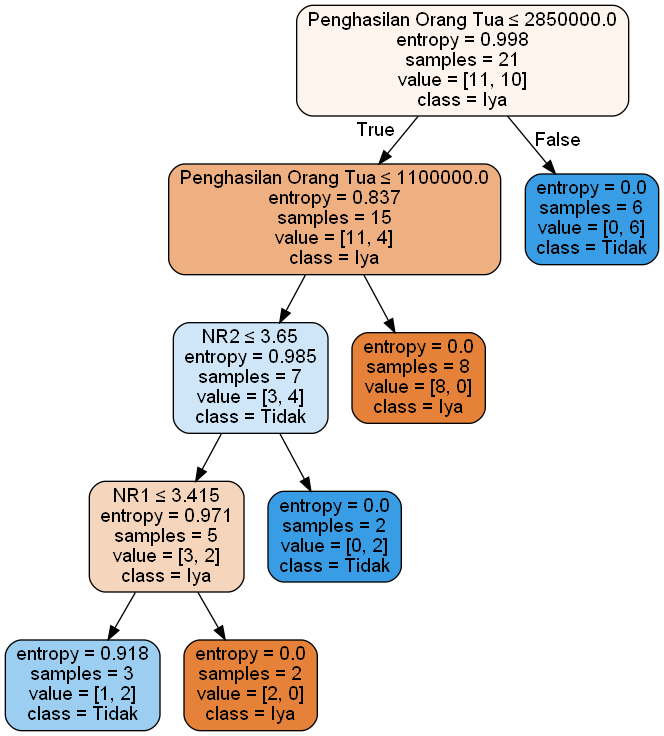 Penghasilan Orang Tua ≤ 2850000.0
entropy = 0.998
samples = 21
value = [11, 10]
class = Iya
True
False
Penghasilan Orang Tua ≤ 1100000.0
entropy = 0.837
samples = 15
value = [11, 4]
class = Iya
entropy = 0.0
samples = 6
value = [0, 6]
class = Tidak
NR2 ≤ 3.65
entropy = 0.985
samples = 7
value = [3, 4]
class = Tidak
entropy = 0.0
samples = 8
value = [8, 0]
class = Iya
NR1 ≤ 3.415
entropy = 0.971
samples = 5
value = [3, 2]
class = Iya
entropy = 0.0
samples = 2
value = [0, 2]
class = Tidak
entropy = 0.918
samples = 3
value = [1, 2]
class = Tidak
entropy = 0.0
samples = 2
value = [2, 0]
class = Iya